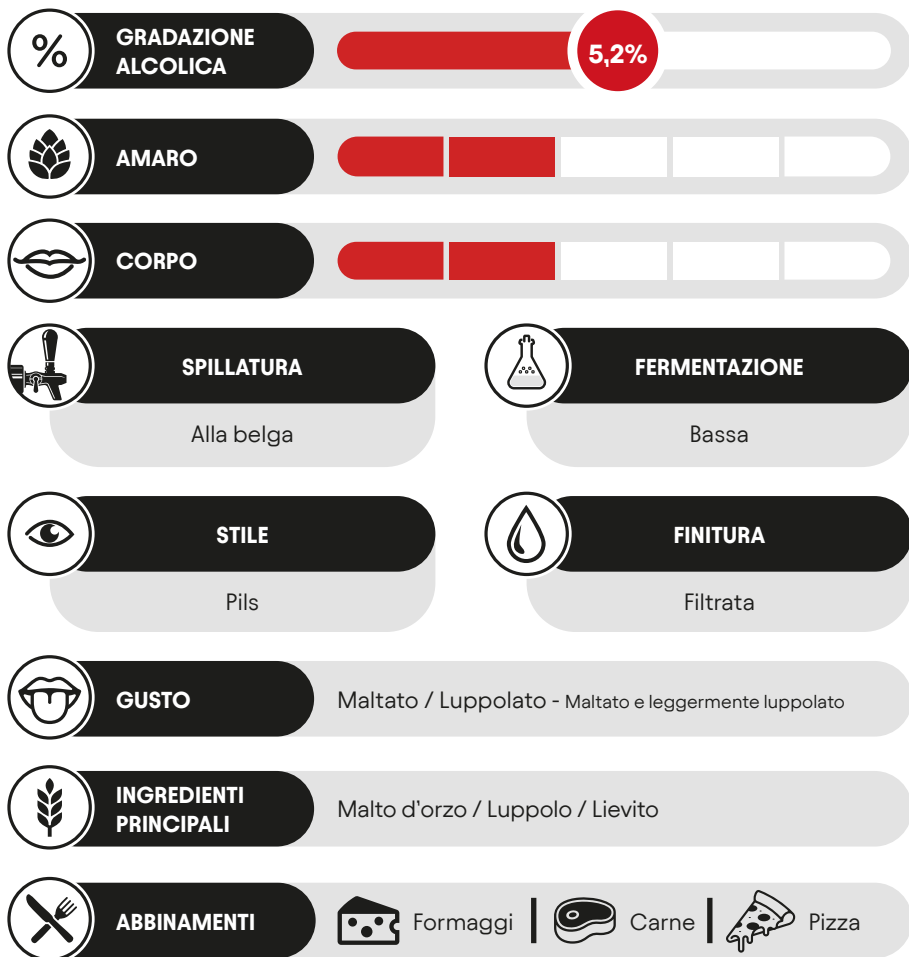 %
GRADAZIONE
ALCOLICA
5,2%
AMARO
CORPO
SPILLATURA
Alla belga
FERMENTAZIONE
Bassa
STILE
Pils
FINITURA
Filtrata
GUSTO
Maltato / Luppolato - Maltato e leggermente luppolato
INGREDIENTI
PRINCIPALI
Malto d'orzo / Luppolo / Lievito
ABBINAMENTI
Formaggi | Carne | Pizza